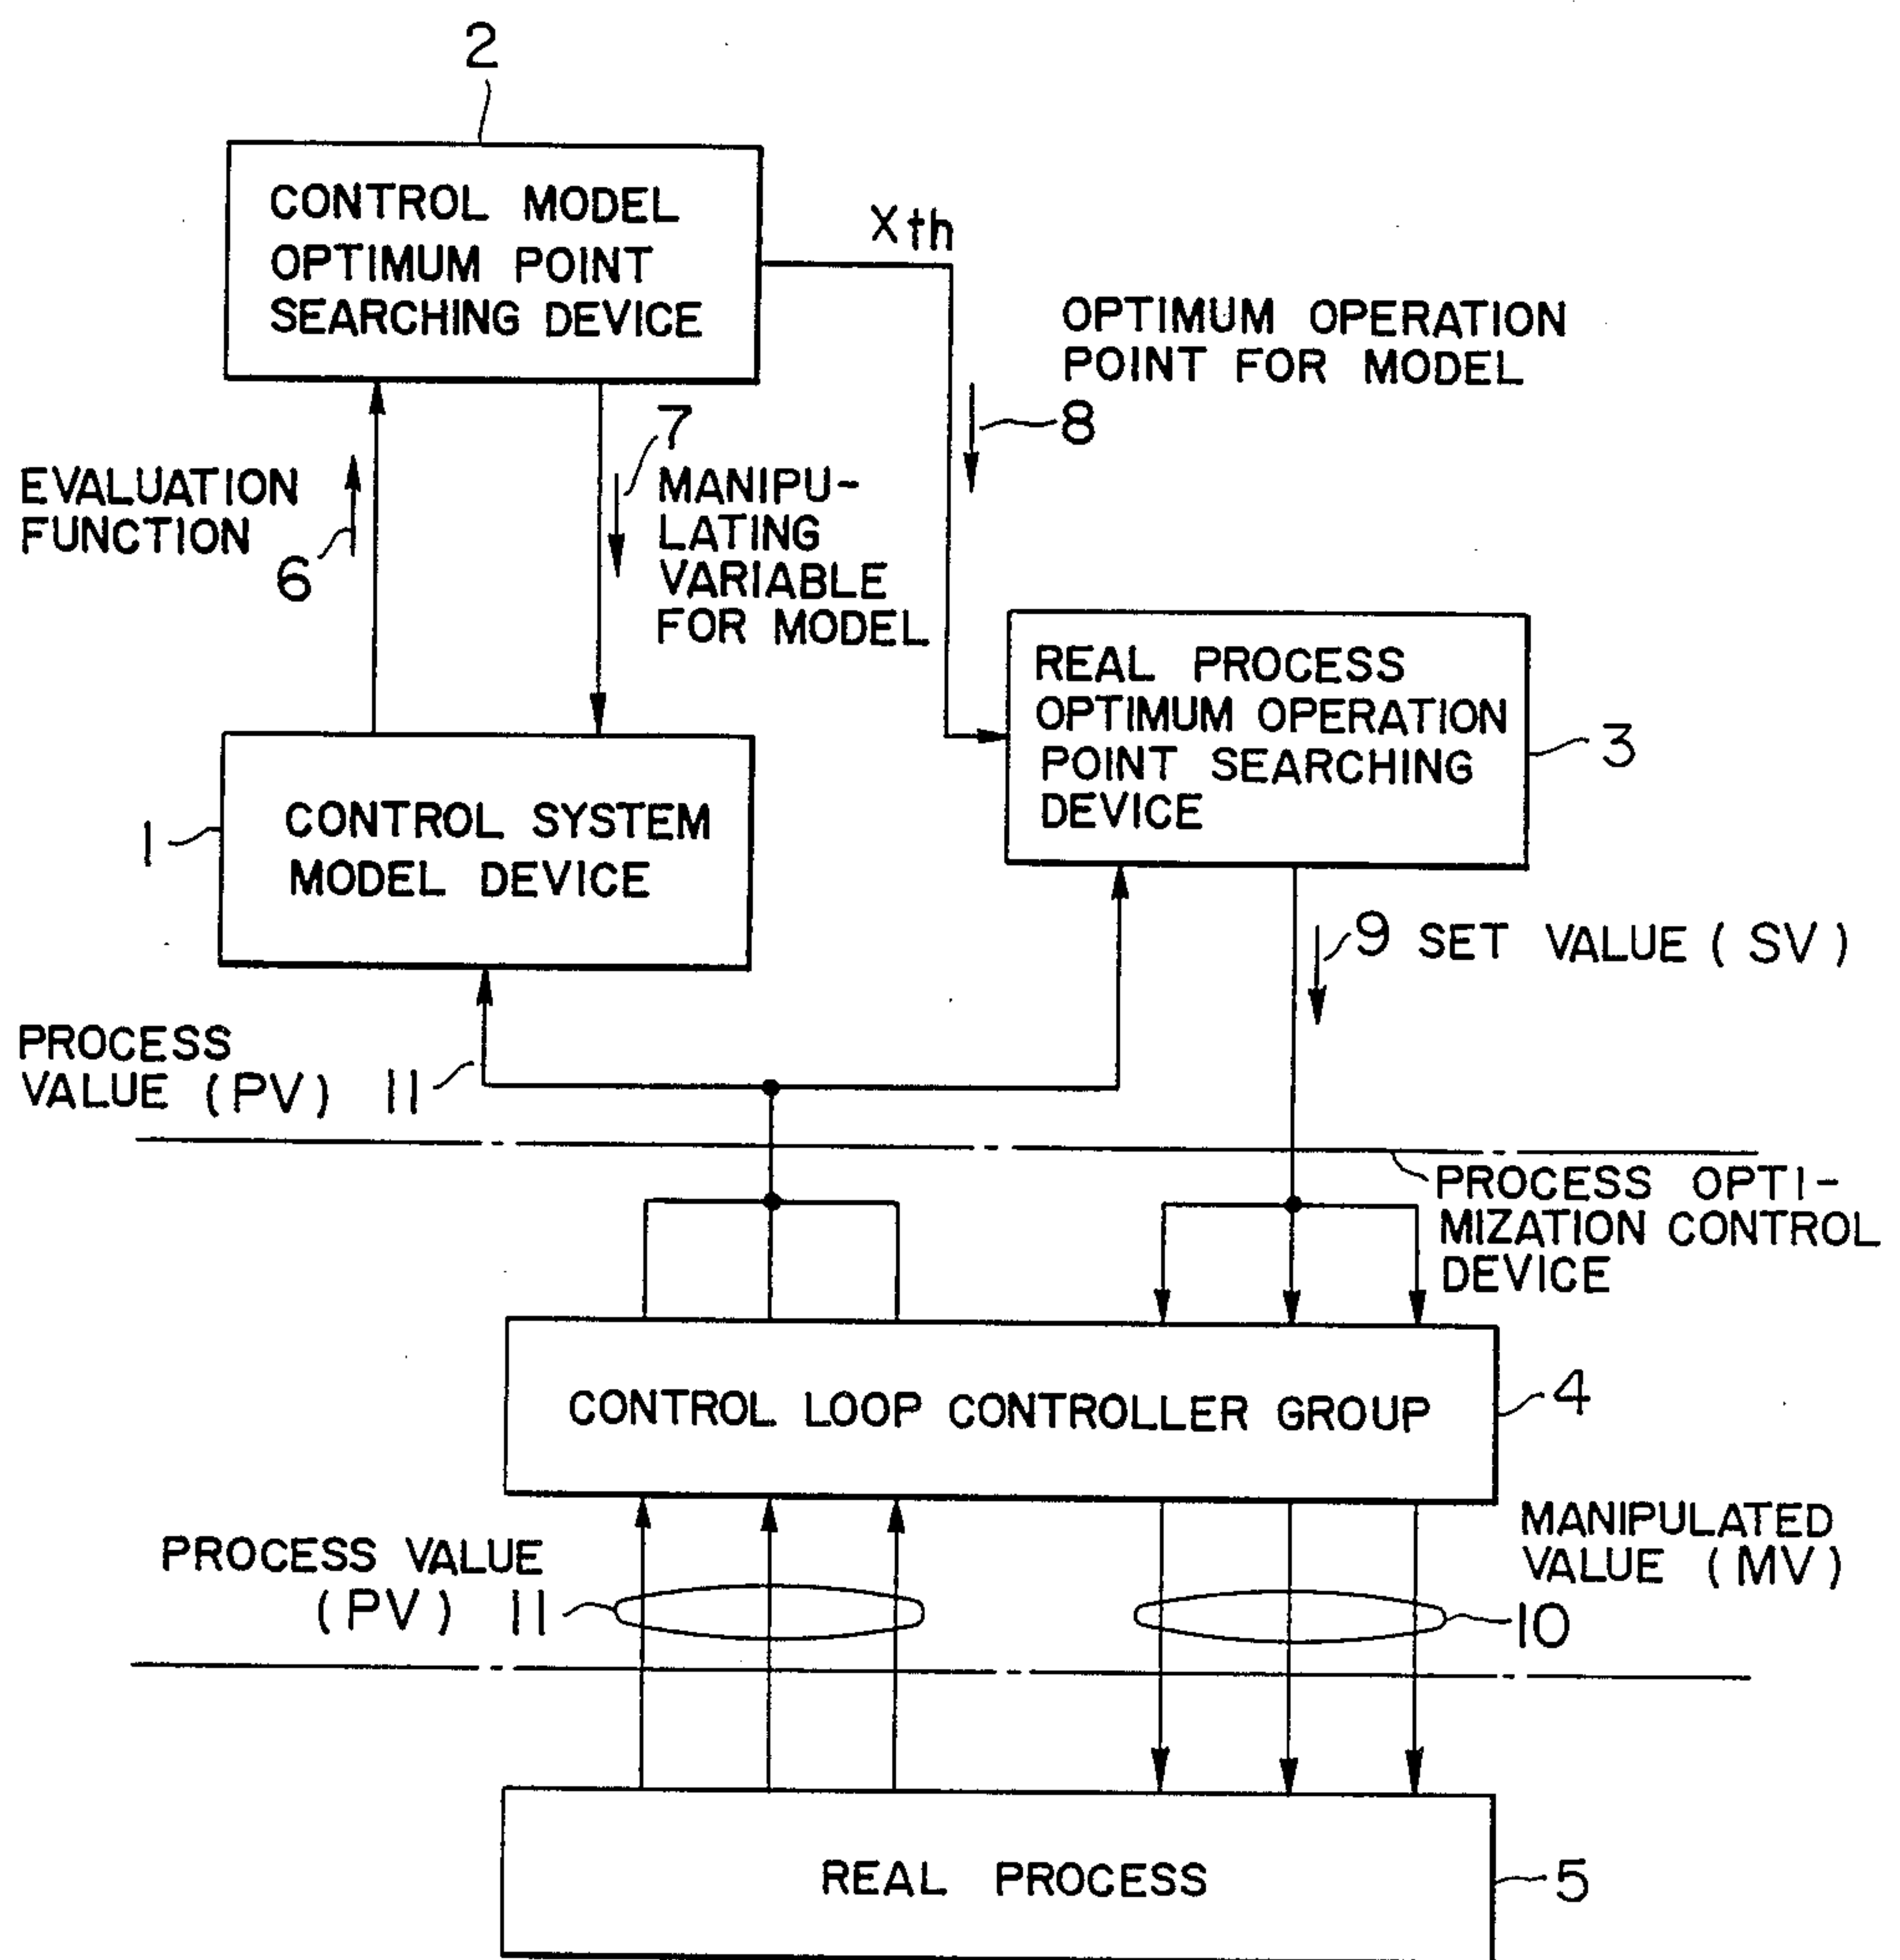 2
CONTROL MODEL
OPTIMUM POINT
SEARCHING DEVICE
Xth
OPTIMUM OPERATION
POINT FOR MODEL
8
7
EVALUATION
FUNCTION
6
MANIPU-
LATING
VARIABLE
FOR MODEL
REAL PROCESS
OPTIMUM OPERATION
POINT SEARCHING
DEVICE
3
1
CONTROL SYSTEM
MODEL DEVICE
9 SET VALUE (SV)
PROCESS
VALUE (PV) 11
PROCESS OPTI-
MIZATION CONTROL
DEVICE
CONTROL LOOP CONTROLLER GROUP
4
PROCESS VALUE
(PV) 11
MANIPULATED
VALUE (MV)
10
REAL PROCESS
5